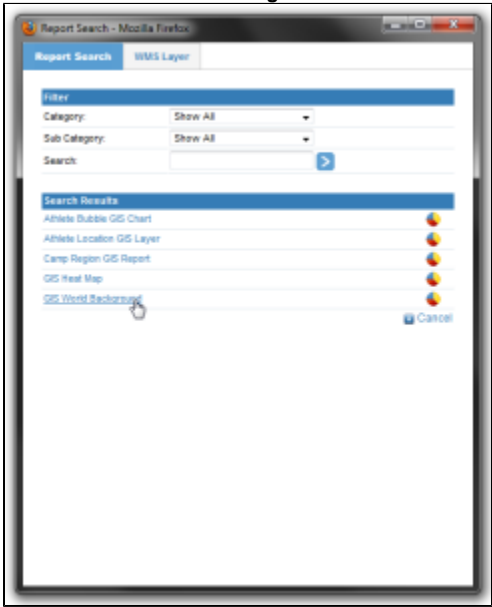 Report Search - Mozilla Firefox
Report Search WMS Layer
Filter
Category: Show All
Sub Category: Show All
Search:
Search Results
Athlete Bubble GIS Chart
Athlete Location GIS Layer
Camp Region GIS Report
GIS Heat Map
GIS World Background
Cancel